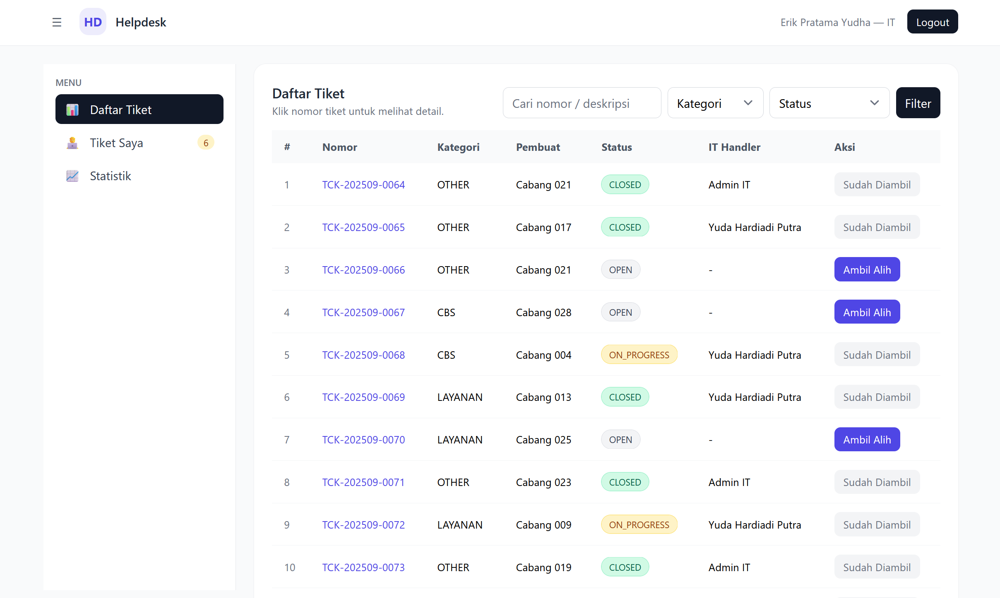 ☰ HD Helpdesk
Erik Pratama Yudha — IT Logout
MENU
Daftar Tiket
Tiket Saya 6
Statistik
Daftar Tiket
Klik nomor tiket untuk melihat detail.
Cari nomor / deskripsi Kategori Status Filter
# Nomor Kategori Pembuat Status IT Handler Aksi
1 TCK-202509-0064 OTHER Cabang 021 CLOSED Admin IT Sudah Diambil
2 TCK-202509-0065 OTHER Cabang 017 CLOSED Yuda Hardiadi Putra Sudah Diambil
3 TCK-202509-0066 OTHER Cabang 021 OPEN - Ambil Alih
4 TCK-202509-0067 CBS Cabang 028 OPEN - Ambil Alih
5 TCK-202509-0068 CBS Cabang 004 ON_PROGRESS Yuda Hardiadi Putra Sudah Diambil
6 TCK-202509-0069 LAYANAN Cabang 013 CLOSED Yuda Hardiadi Putra Sudah Diambil
7 TCK-202509-0070 LAYANAN Cabang 025 OPEN - Ambil Alih
8 TCK-202509-0071 OTHER Cabang 023 CLOSED Admin IT Sudah Diambil
9 TCK-202509-0072 LAYANAN Cabang 009 ON_PROGRESS Yuda Hardiadi Putra Sudah Diambil
10 TCK-202509-0073 OTHER Cabang 019 CLOSED Admin IT Sudah Diambil